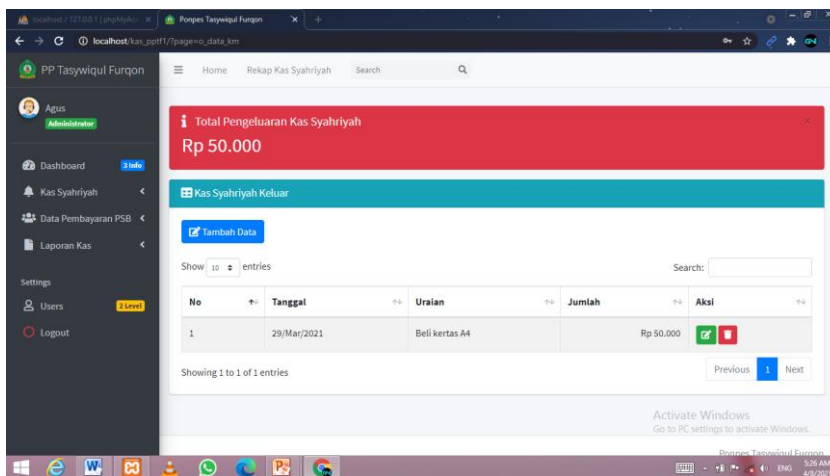 localhost / 127.0.0.1 | phpMyAdm
Ponpes Tasywiqul Furqon
localhost/kas_pptf1/?page=o_data_km
PP Tasywiqul Furqon
Home Rekap Kas Syahriyah Search
Agus
Administrator
Total Pengeluaran Kas Syahriyah
Rp 50.000
Dashboard 3 Info
Kas Syahriyah
Data Pembayaran PSB
Laporan Kas
Settings
Users 2 Level
Logout
Kas Syahriyah Keluar
Tambah Data
Show 10 entries Search:
No Tanggal Uraian Jumlah Aksi
1 29/Mar/2021 Beli kertas A4 Rp 50.000
Showing 1 to 1 of 1 entries
Previous 1 Next
Activate Windows
Go to PC settings to activate Windows.
Ponpes Tasywiqul Furqon
ENG 5:26 AM